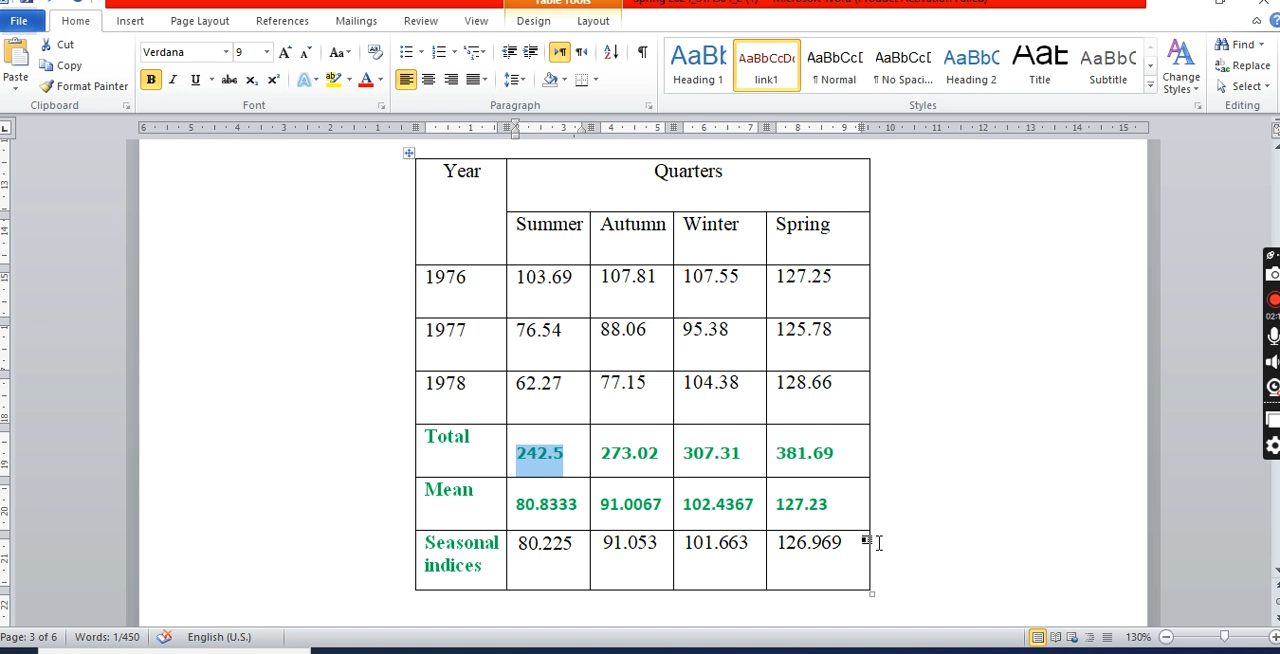 Table Tools
File Home Insert Page Layout References Mailings Review View Design Layout
Cut
Copy
Format Painter
Paste
Clipboard
Verdana 9
Font
Paragraph
AaBb AaBbCcDc AaBbCcI AaBbCcI AaBbC Aab AaBbC
Heading 1 link1 ¶ Normal ¶ No Spaci... Heading 2 Title Subtitle
Styles
Change
Styles
Find
Replace
Select
Editing
Year Quarters
Summer Autumn Winter Spring
1976 103.69 107.81 107.55 127.25
1977 76.54 88.06 95.38 125.78
1978 62.27 77.15 104.38 128.66
Total 242.5 273.02 307.31 381.69
Mean 80.8333 91.0067 102.4367 127.23
Seasonal indices 80.225 91.053 101.663 126.969
Page: 3 of 6 Words: 1/450 English (U.S.) 130%